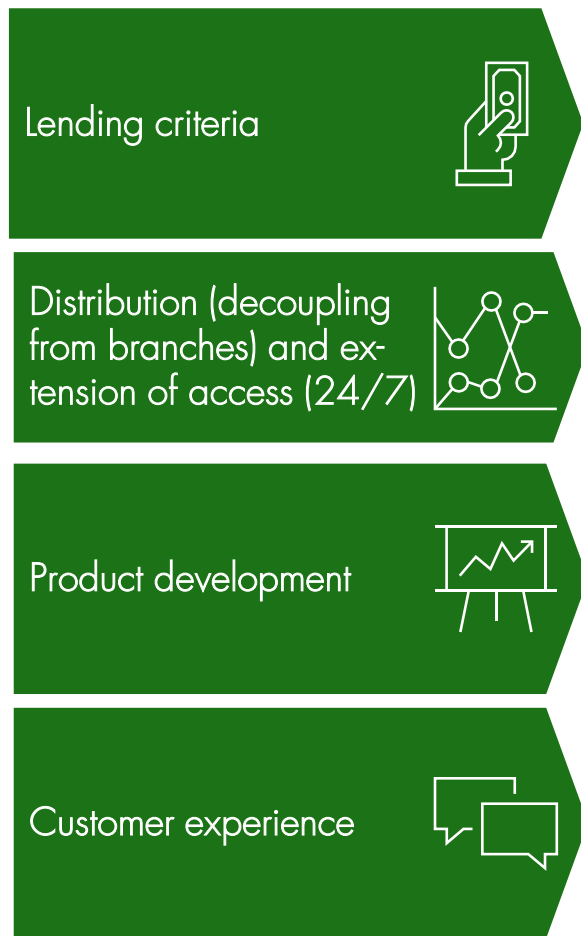 Lending criteria
Distribution (decoupling
from branches) and ex-
tension of access (24/7)
Product development
Customer experience